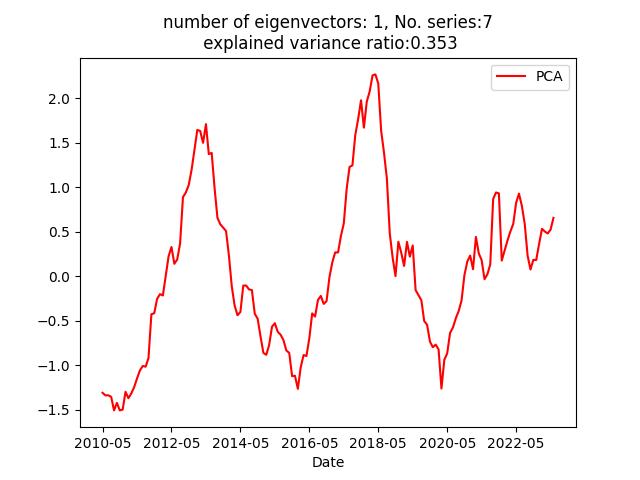 number of eigenvectors: 1, No. series:7
explained variance ratio:0.353
PCA
2.0
1.5
1.0
0.5
0.0
−0.5
−1.0
−1.5
2010-05 2012-05 2014-05 2016-05 2018-05 2020-05 2022-05
Date